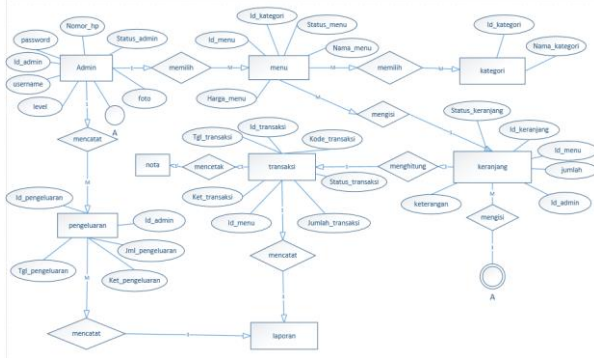 Nomor_hp
password
Status_admin
Id_admin
Admin
username
level
foto
A
memilih
Id_kategori
Status_menu
Id_menu
Nama_menu
menu
Harga_menu
memilih
Id_kategori
Nama_kategori
kategori
mengisi
mencatat
Id_transaksi
Tgl_transaksi
Kode_transaksi
nota
mencetak
transaksi
Status_transaksi
Ket_transaksi
Id_menu
Jumlah_transaksi
menghitung
Status_keranjang
Id_keranjang
Id_menu
keranjang
jumlah
keterangan
Id_admin
mengisi
A
Id_pengeluaran
pengeluaran
Id_admin
Jml_pengeluaran
Tgl_pengeluaran
Ket_pengeluaran
mencatat
mencatat
laporan